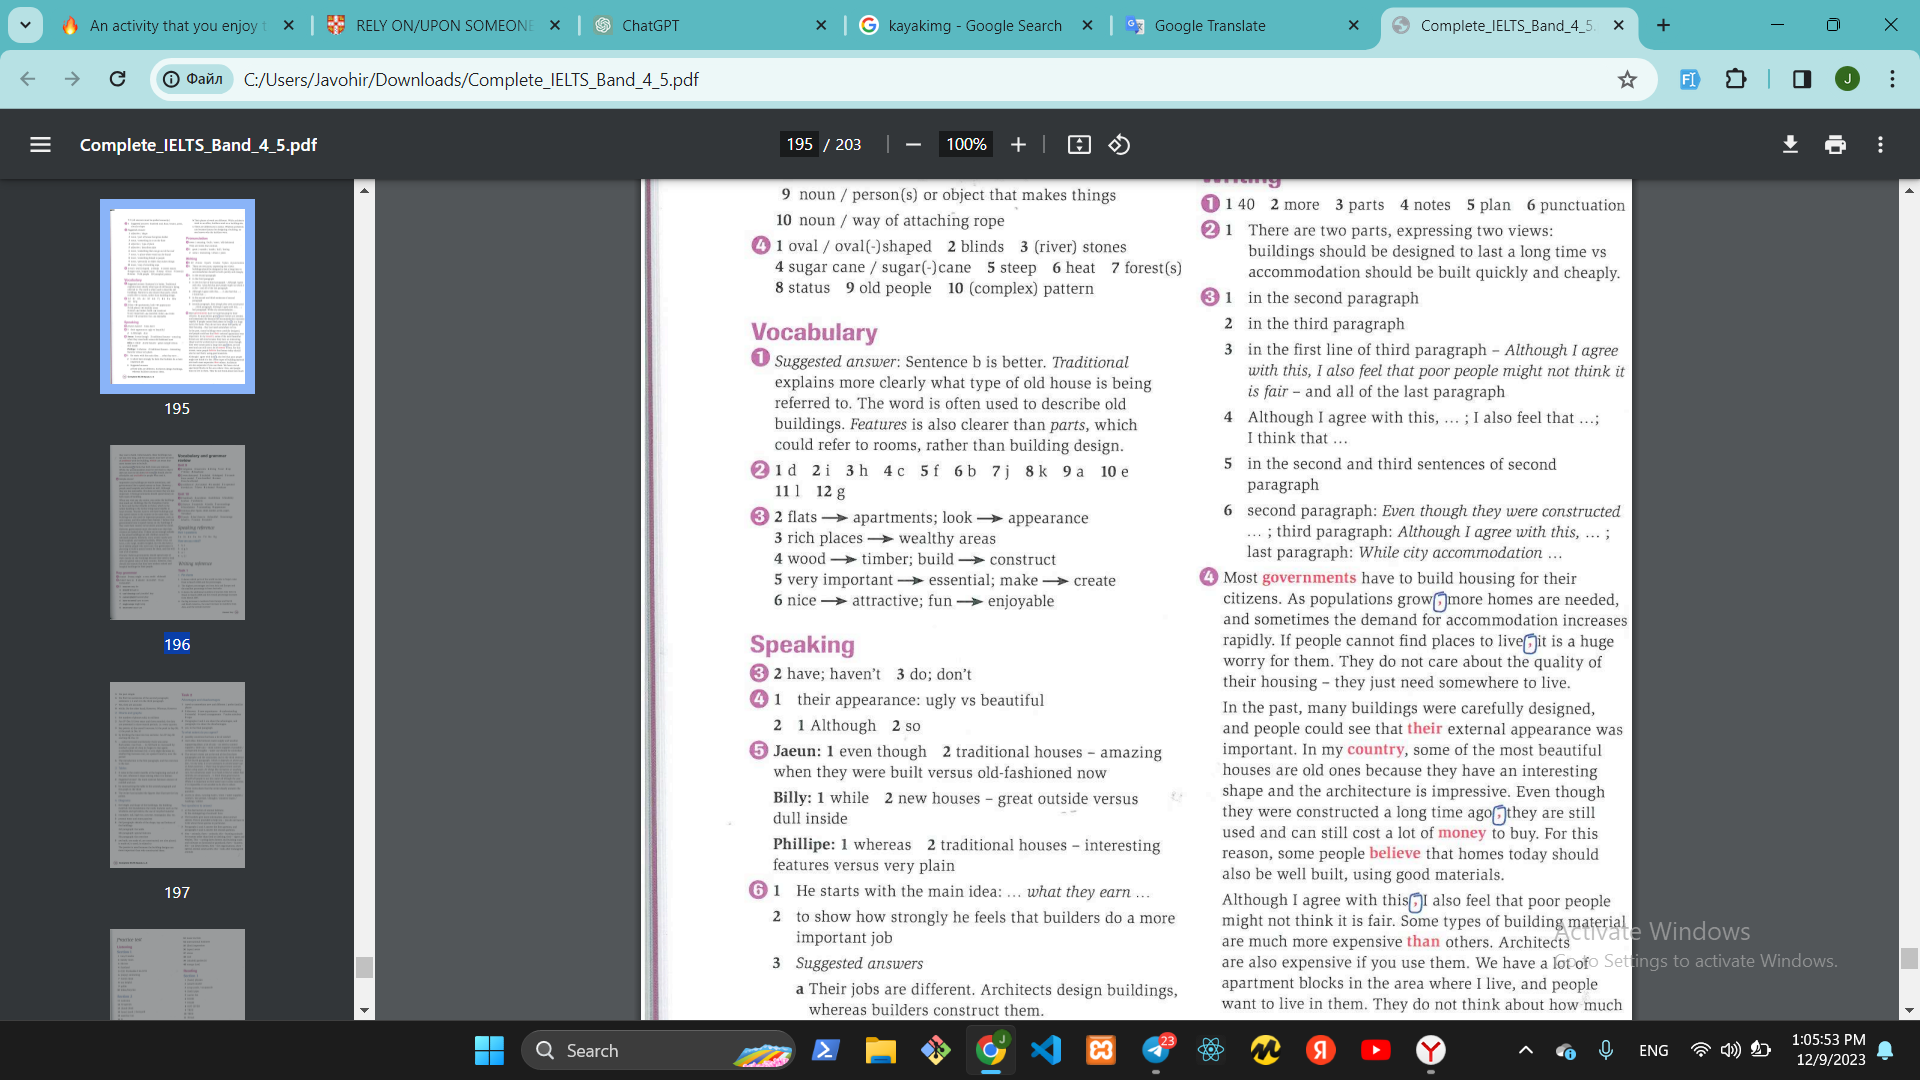 An activity that you enjoy t
RELY ON/UPON SOMEONE
ChatGPT
kayakimg - Google Search
Google Translate
Complete_IELTS_Band_4_5.
Файл
C:/Users/Javohir/Downloads/Complete_IELTS_Band_4_5.pdf
J
Complete_IELTS_Band_4_5.pdf
195 / 203
100%
195
196
197
9 noun / person(s) or object that makes things
10 noun / way of attaching rope
4 1 oval / oval(-)shaped 2 blinds 3 (river) stones
4 sugar cane / sugar(-)cane 5 steep 6 heat 7 forest(s)
8 status 9 old people 10 (complex) pattern
Vocabulary
1 Suggested answer: Sentence b is better. Traditional
explains more clearly what type of old house is being
referred to. The word is often used to describe old
buildings. Features is also clearer than parts, which
could refer to rooms, rather than building design.
2 1 d 2 i 3 h 4 c 5 f 6 b 7 j 8 k 9 a 10 e
11 l 12 g
3 2 flats → apartments; look → appearance
3 rich places → wealthy areas
4 wood → timber; build → construct
5 very important → essential; make → create
6 nice → attractive; fun → enjoyable
Speaking
3 2 have; haven't 3 do; don't
4 1 their appearance: ugly vs beautiful
2 1 Although 2 so
5 Jaeun: 1 even though 2 traditional houses – amazing
when they were built versus old-fashioned now
Billy: 1 while 2 new houses – great outside versus
dull inside
Phillipe: 1 whereas 2 traditional houses – interesting
features versus very plain
6 1 He starts with the main idea: … what they earn …
2 to show how strongly he feels that builders do a more
important job
3 Suggested answers
a Their jobs are different. Architects design buildings,
whereas builders construct them.
Writing
1 1 40 2 more 3 parts 4 notes 5 plan 6 punctuation
2 1 There are two parts, expressing two views:
buildings should be designed to last a long time vs
accommodation should be built quickly and cheaply.
3 1 in the second paragraph
2 in the third paragraph
3 in the first line of third paragraph – Although I agree
with this, I also feel that poor people might not think it
is fair – and all of the last paragraph
4 Although I agree with this, … ; I also feel that …;
I think that …
5 in the second and third sentences of second
paragraph
6 second paragraph: Even though they were constructed
… ; third paragraph: Although I agree with this, … ;
last paragraph: While city accommodation …
4 Most governments have to build housing for their
citizens. As populations grow, more homes are needed,
and sometimes the demand for accommodation increases
rapidly. If people cannot find places to live, it is a huge
worry for them. They do not care about the quality of
their housing – they just need somewhere to live.
In the past, many buildings were carefully designed,
and people could see that their external appearance was
important. In my country, some of the most beautiful
houses are old ones because they have an interesting
shape and the architecture is impressive. Even though
they were constructed a long time ago, they are still
used and can still cost a lot of money to buy. For this
reason, some people believe that homes today should
also be well built, using good materials.
Although I agree with this, I also feel that poor people
might not think it is fair. Some types of building material
are much more expensive than others. Architects
are also expensive if you use them. We have a lot of
apartment blocks in the area where I live, and people
want to live in them. They do not think about how much
Activate Windows
Go to Settings to activate Windows.
Search
J
23
ENG
1:05:53 PM
12/9/2023